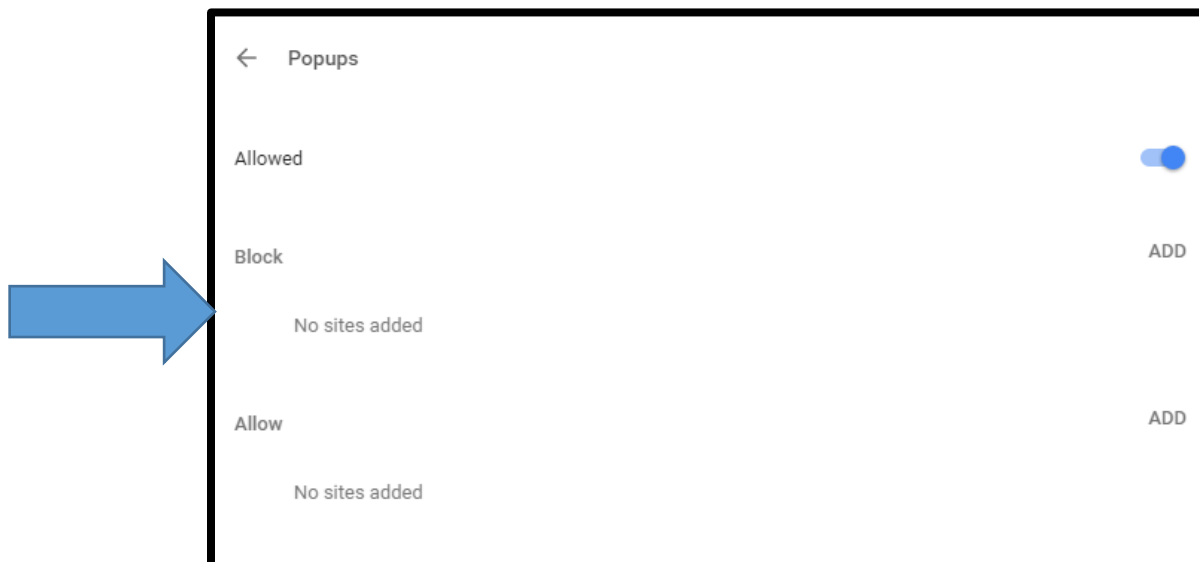 Popups
Allowed
Block ADD
No sites added
Allow ADD
No sites added